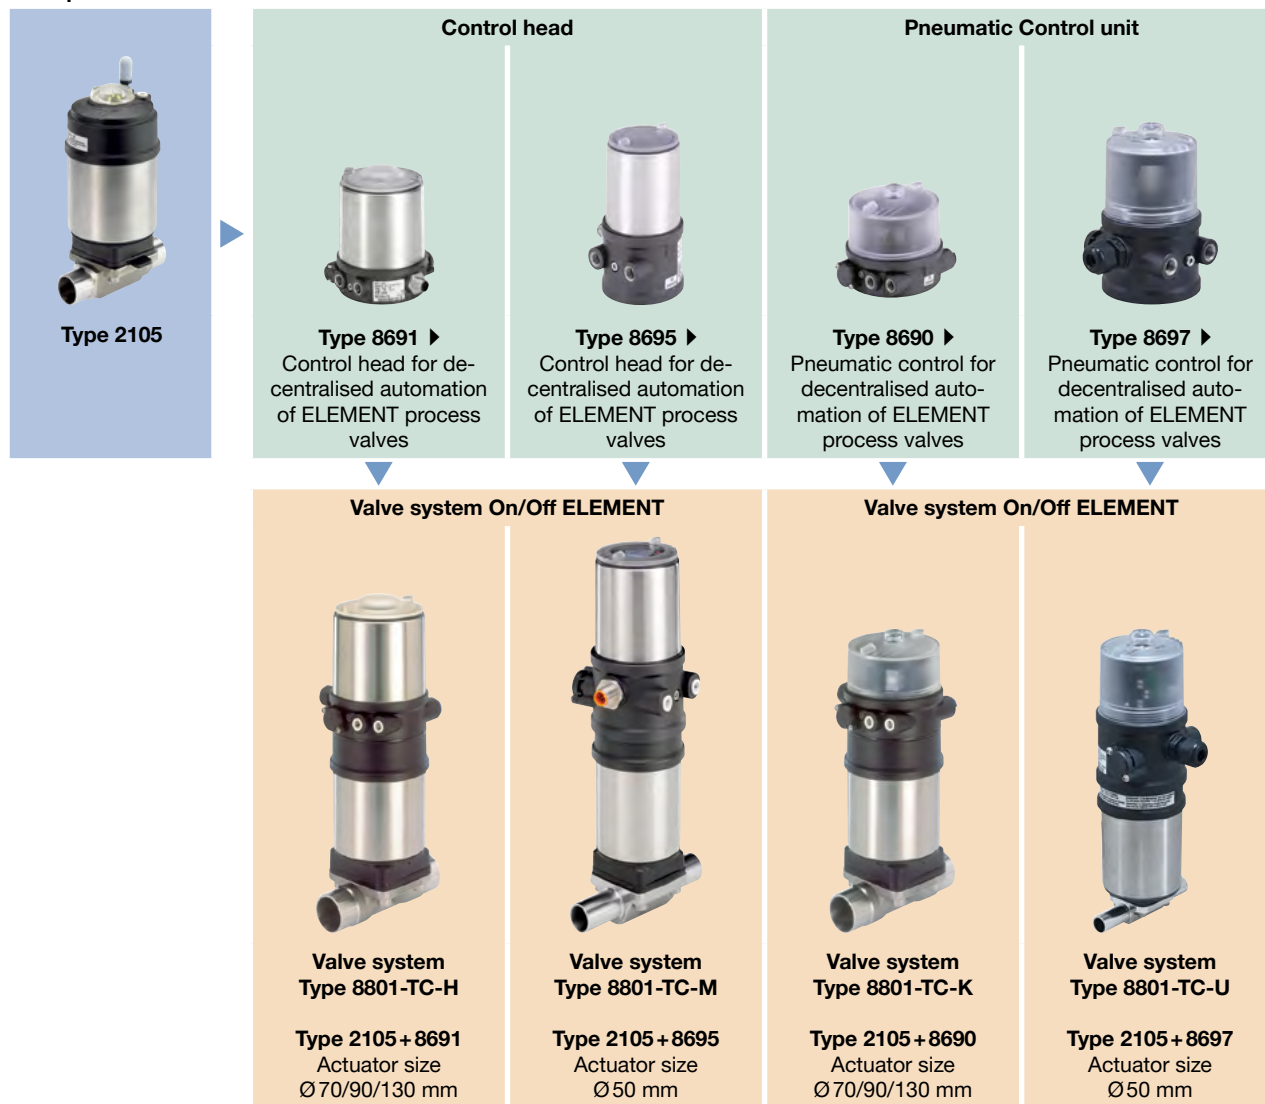 Control head
Pneumatic Control unit
Type 2105
Type 8691
Control head for de-
centralised automation
of ELEMENT process
valves
Type 8695
Control head for de-
centralised automation
of ELEMENT process
valves
Type 8690
Pneumatic control for
decentralised auto-
mation of ELEMENT
process valves
Type 8697
Pneumatic control for
decentralised auto-
mation of ELEMENT
process valves
Valve system On/Off ELEMENT
Valve system On/Off ELEMENT
Valve system
Type 8801-TC-H
Type 2105+8691
Actuator size
Ø70/90/130 mm
Valve system
Type 8801-TC-M
Type 2105+8695
Actuator size
Ø50 mm
Valve system
Type 8801-TC-K
Type 2105+8690
Actuator size
Ø70/90/130 mm
Valve system
Type 8801-TC-U
Type 2105+8697
Actuator size
Ø50 mm